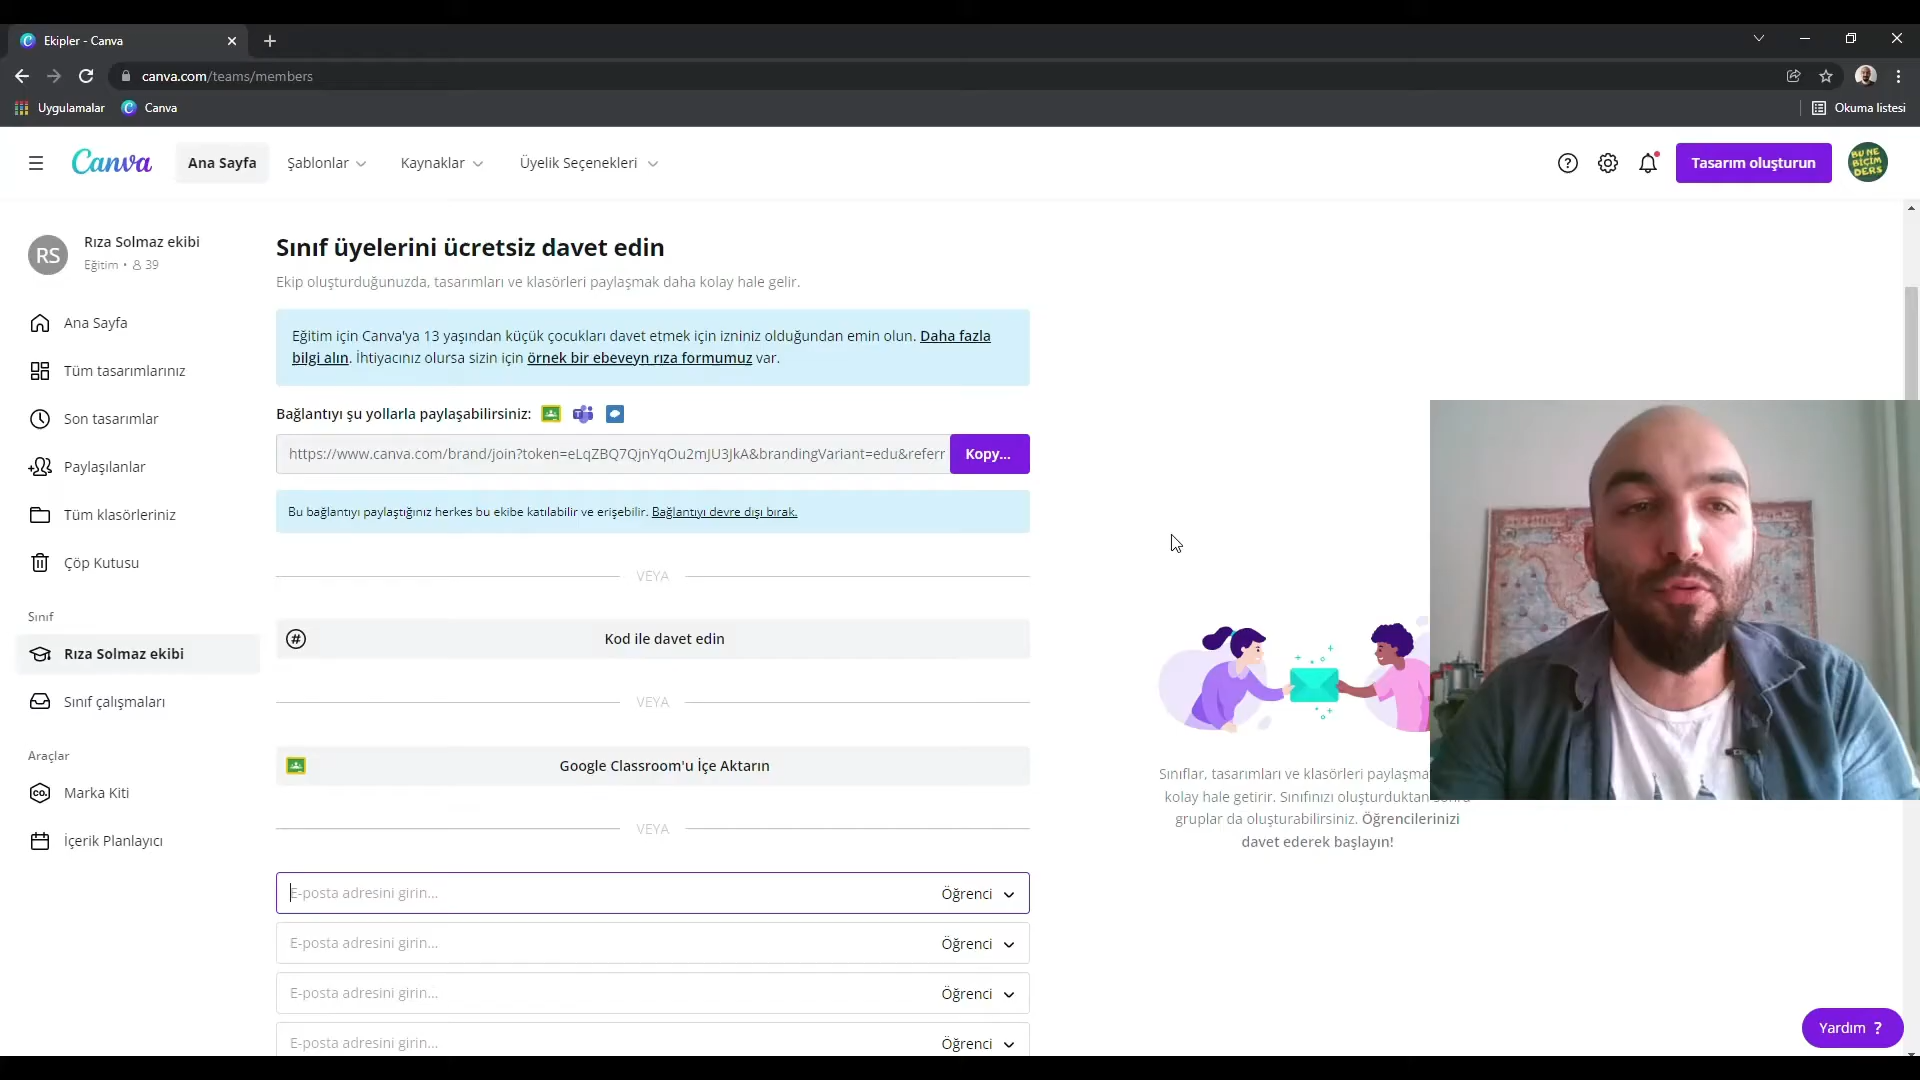 Ekipler - Canva
canva.com/teams/members
Uygulamalar
Canva
Okuma listesi
Canva
Ana Sayfa
Şablonlar
Kaynaklar
Üyelik Seçenekleri
Tasarım oluşturun
BU NE
BİÇİM
DERS
RS
Rıza Solmaz ekibi
Eğitim • 39
Ana Sayfa
Tüm tasarımlarınız
Son tasarımlar
Paylaşılanlar
Tüm klasörleriniz
Çöp Kutusu
Sınıf
Rıza Solmaz ekibi
Sınıf çalışmaları
Araçlar
CO.
Marka Kiti
İçerik Planlayıcı
Sınıf üyelerini ücretsiz davet edin
Ekip oluşturduğunuzda, tasarımları ve klasörleri paylaşmak daha kolay hale gelir.
Eğitim için Canva'ya 13 yaşından küçük çocukları davet etmek için izniniz olduğundan emin olun. Daha fazla
bilgi alın. İhtiyacınız olursa sizin için örnek bir ebeveyn rıza formumuz var.
Bağlantıyı şu yollarla paylaşabilirsiniz:
https://www.canva.com/brand/join?token=eLqZBQ7QjnYqOu2mJU3JkA&brandingVariant=edu&referr
Kopy...
Bu bağlantıyı paylaştığınız herkes bu ekibe katılabilir ve erişebilir. Bağlantıyı devre dışı bırak.
VEYA
# Kod ile davet edin
VEYA
Google Classroom'u İçe Aktarın
VEYA
E-posta adresini girin... Öğrenci
E-posta adresini girin... Öğrenci
E-posta adresini girin... Öğrenci
E-posta adresini girin... Öğrenci
Sınıflar, tasarımları ve klasörleri
kolay hale getirir. Sınıfınızı oluşturduktan sonra
gruplar da oluşturabilirsiniz. Öğrencilerinizi
davet ederek başlayın!
Yardım ?